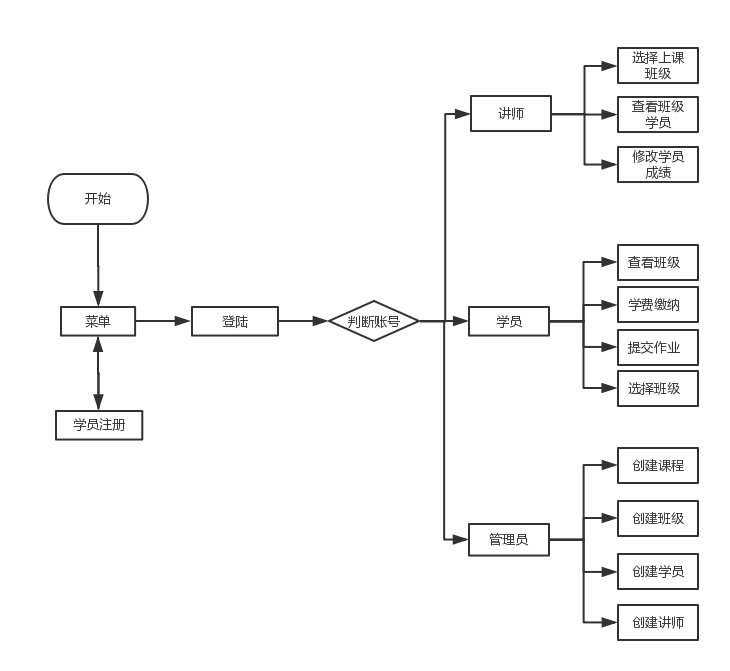 开始
菜单
学员注册
登陆
判断账号
讲师
选择上课
班级
查看班级
学员
修改学员
成绩
学员
查看班级
学费缴纳
提交作业
选择班级
管理员
创建课程
创建班级
创建学员
创建讲师